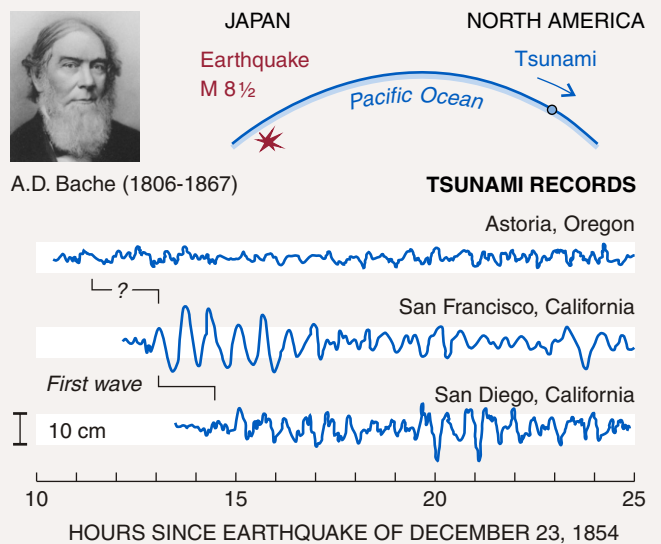 JAPAN
NORTH AMERICA
Earthquake
M 8½
Tsunami
Pacific Ocean
A.D. Bache (1806-1867)
TSUNAMI RECORDS
Astoria, Oregon
?
San Francisco, California
First wave
San Diego, California
10 cm
10 15 20 25
HOURS SINCE EARTHQUAKE OF DECEMBER 23, 1854